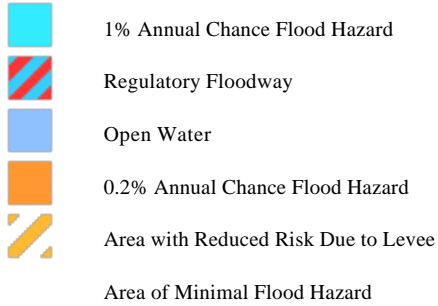 1% Annual Chance Flood Hazard
Regulatory Floodway
Open Water
0.2% Annual Chance Flood Hazard
Area with Reduced Risk Due to Levee
Area of Minimal Flood Hazard